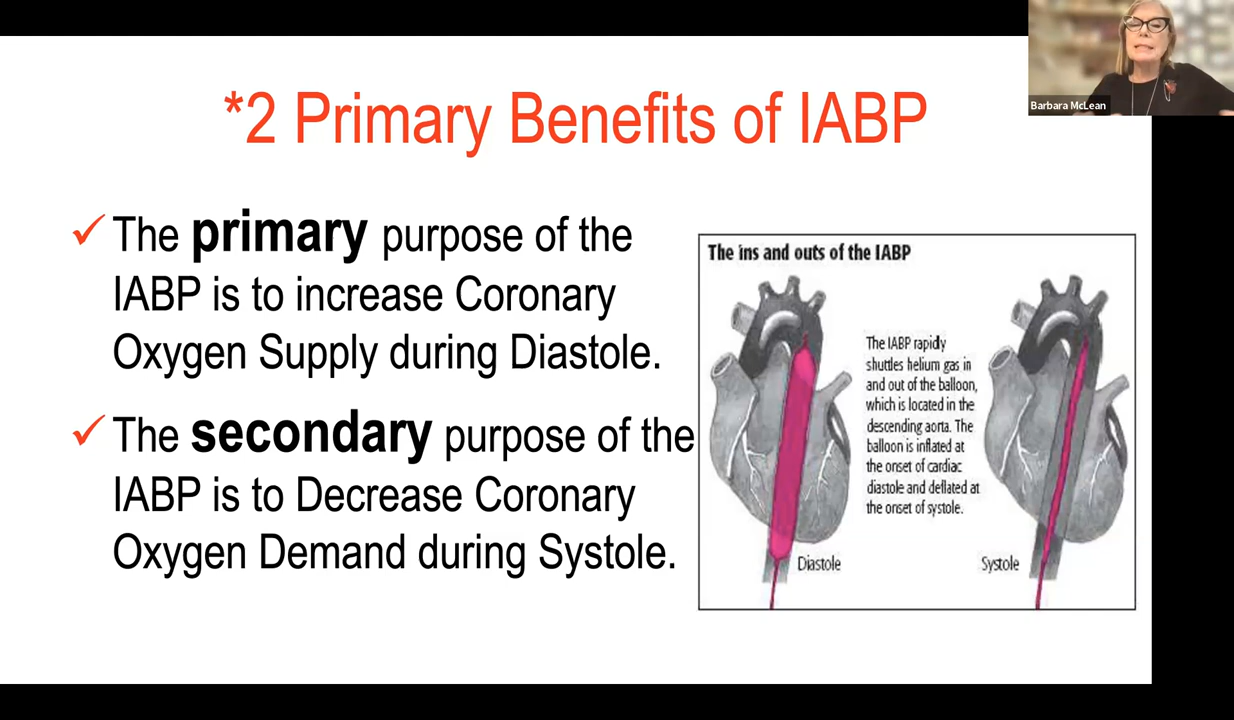 *2 Primary Benefits of IABP
Barbara McLean
✓ The primary purpose of the
IABP is to increase Coronary
Oxygen Supply during Diastole.
✓ The secondary purpose of the
IABP is to Decrease Coronary
Oxygen Demand during Systole.
The ins and outs of the IABP
The IABP rapidly
shuttles helium gas in
and out of the balloon,
which is located in the
descending aorta. The
balloon is inflated at
the onset of cardiac
diastole and deflated at
the onset of systole.
Diastole
Systole